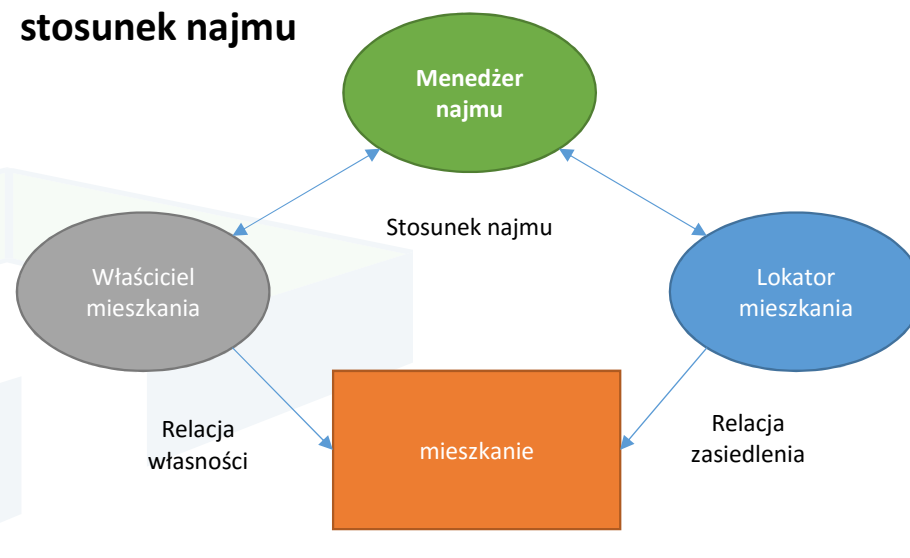 stosunek najmu
Menedżer
najmu
Stosunek najmu
Właściciel
mieszkania
Lokator
mieszkania
Relacja
własności
mieszkanie
Relacja
zasiedlenia